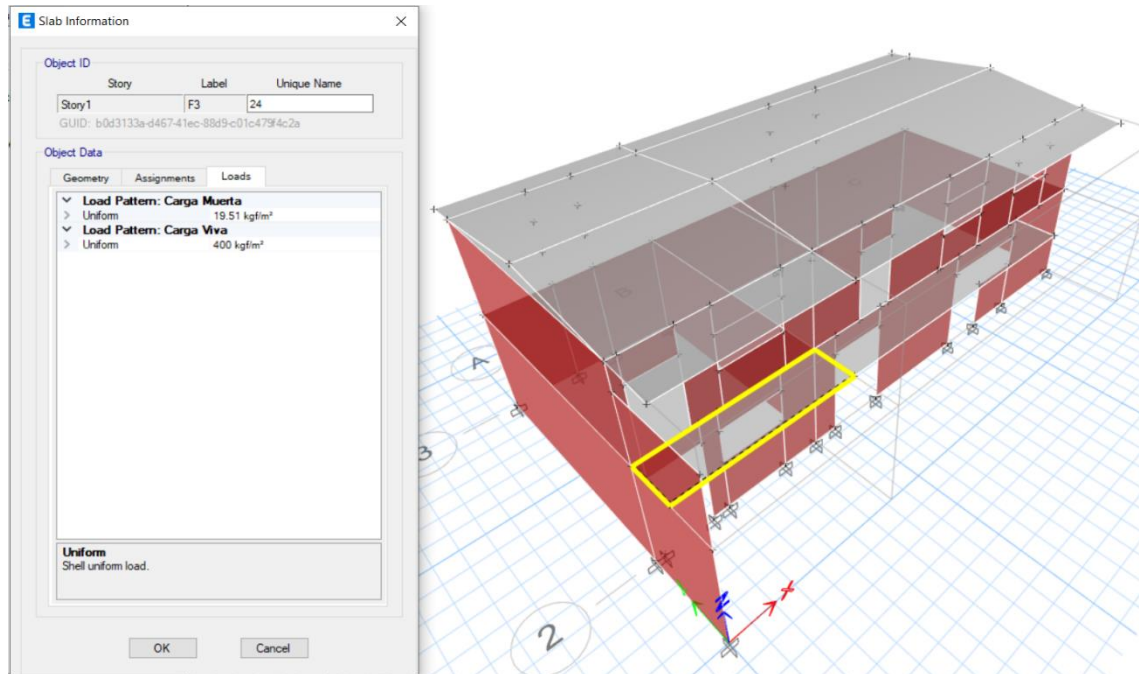 E Slab Information
Object ID
Story Label Unique Name
Story1 F3 24
GUID: b0d3133a-d467-41ec-88d9-c01c479f4c2a
Object Data
Geometry Assignments Loads
Load Pattern: Carga Muerta
Uniform 19.51 kgf/m²
Load Pattern: Carga Viva
Uniform 400 kgf/m²
Uniform
Shell uniform load.
OK Cancel
A
3
2
Z
X